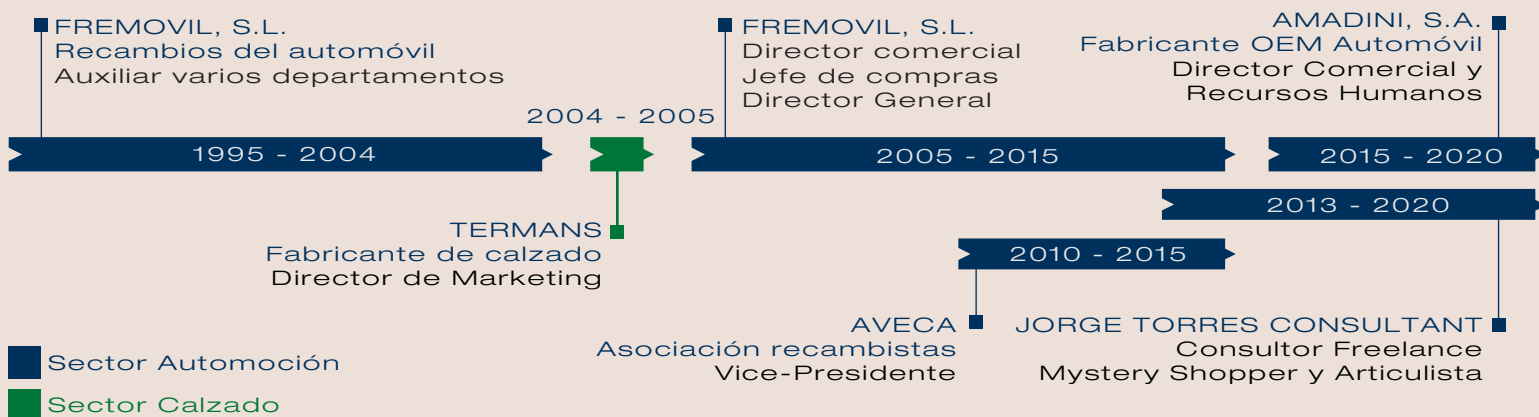 FREMOVIL, S.L.
Recambios del automóvil
Auxiliar varios departamentos
1995 - 2004
2004 - 2005
TERMANS
Fabricante de calzado
Director de Marketing
FREMOVIL, S.L.
Director comercial
Jefe de compras
Director General
2005 - 2015
AMADINI, S.A.
Fabricante OEM Automóvil
Director Comercial y
Recursos Humanos
2015 - 2020
2013 - 2020
2010 - 2015
AVECA
Asociación recambistas
Vice-Presidente
JORGE TORRES CONSULTANT
Consultor Freelance
Mystery Shopper y Articulista
Sector Automoción
Sector Calzado